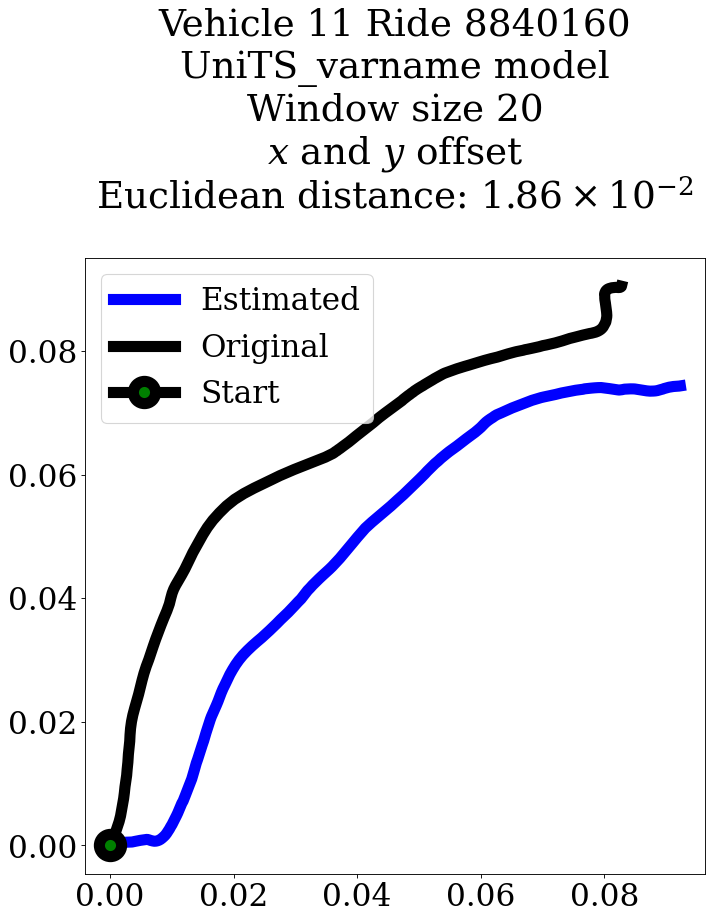 Vehicle 11 Ride 8840160
UniTS_varname model
Window size 20
x and y offset
Euclidean distance: 1.86 × 10⁻²
Estimated
Original
Start
0.08
0.06
0.04
0.02
0.00
0.00 0.02 0.04 0.06 0.08